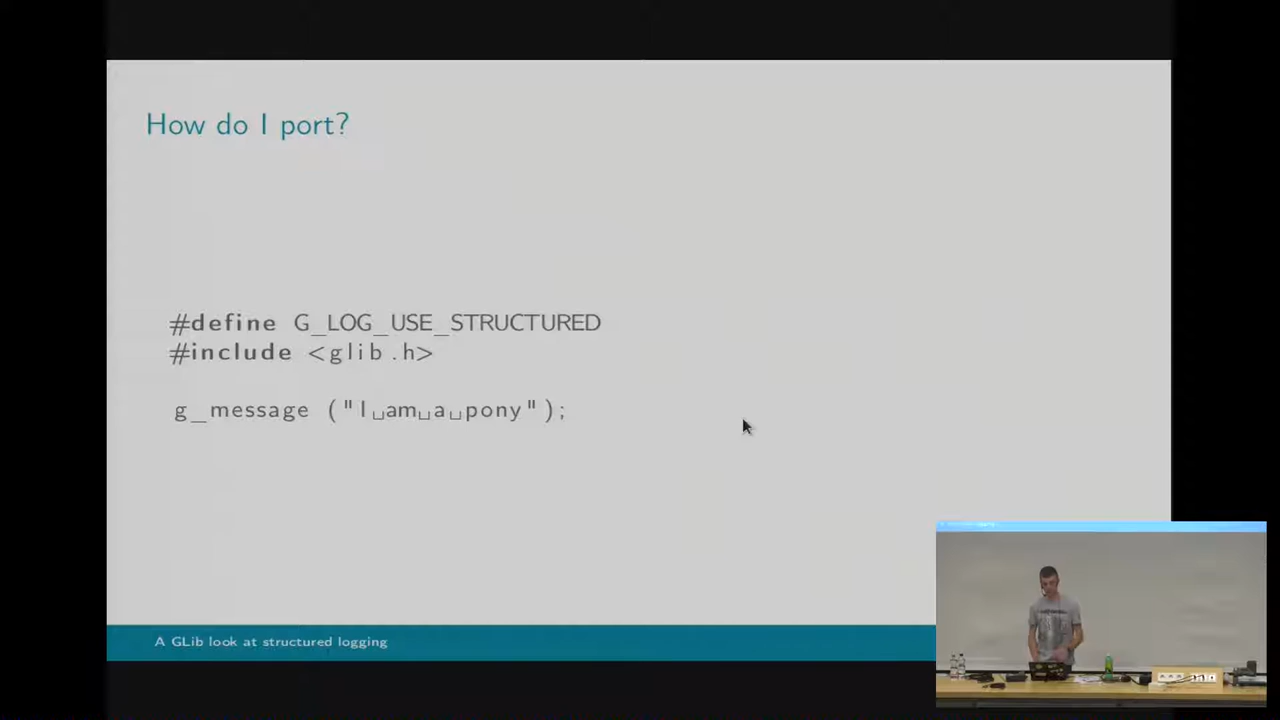 How do I port?
#define G_LOG_USE_STRUCTURED
#include <glib.h>
g_message ("I␣am␣a␣pony");
A GLib look at structured logging